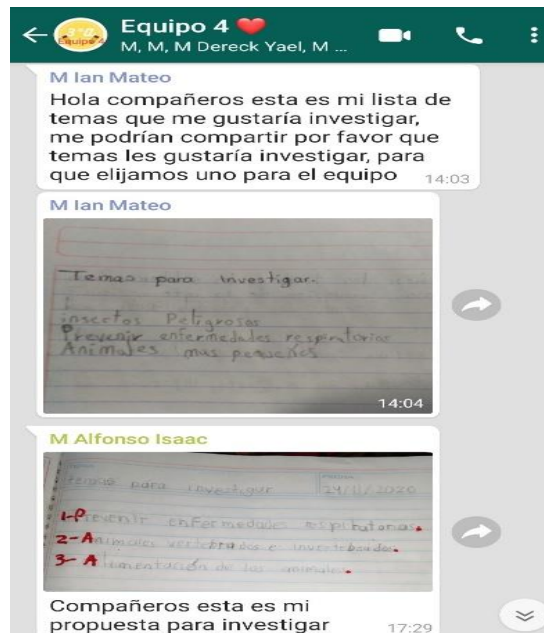 3°D
Equipo 4
Equipo 4
M, M, M Dereck Yael, M ...
M Ian Mateo
Hola compañeros esta es mi lista de
temas que me gustaría investigar,
me podrían compartir por favor que
temas les gustaría investigar, para
que elijamos uno para el equipo
14:03
M Ian Mateo
Temas para investigar.
insectos Peligrosos
Prevenir enfermedades respiratorias
Animales mas pequeños
14:04
M Alfonso Isaac
temas para investigar
24/11/2020
1-Prevenir enfermedades respiratorias.
2-Animales vertebrados e invertebrados.
3-Alimentación de los animales.
Compañeros esta es mi
propuesta para investigar
17:29